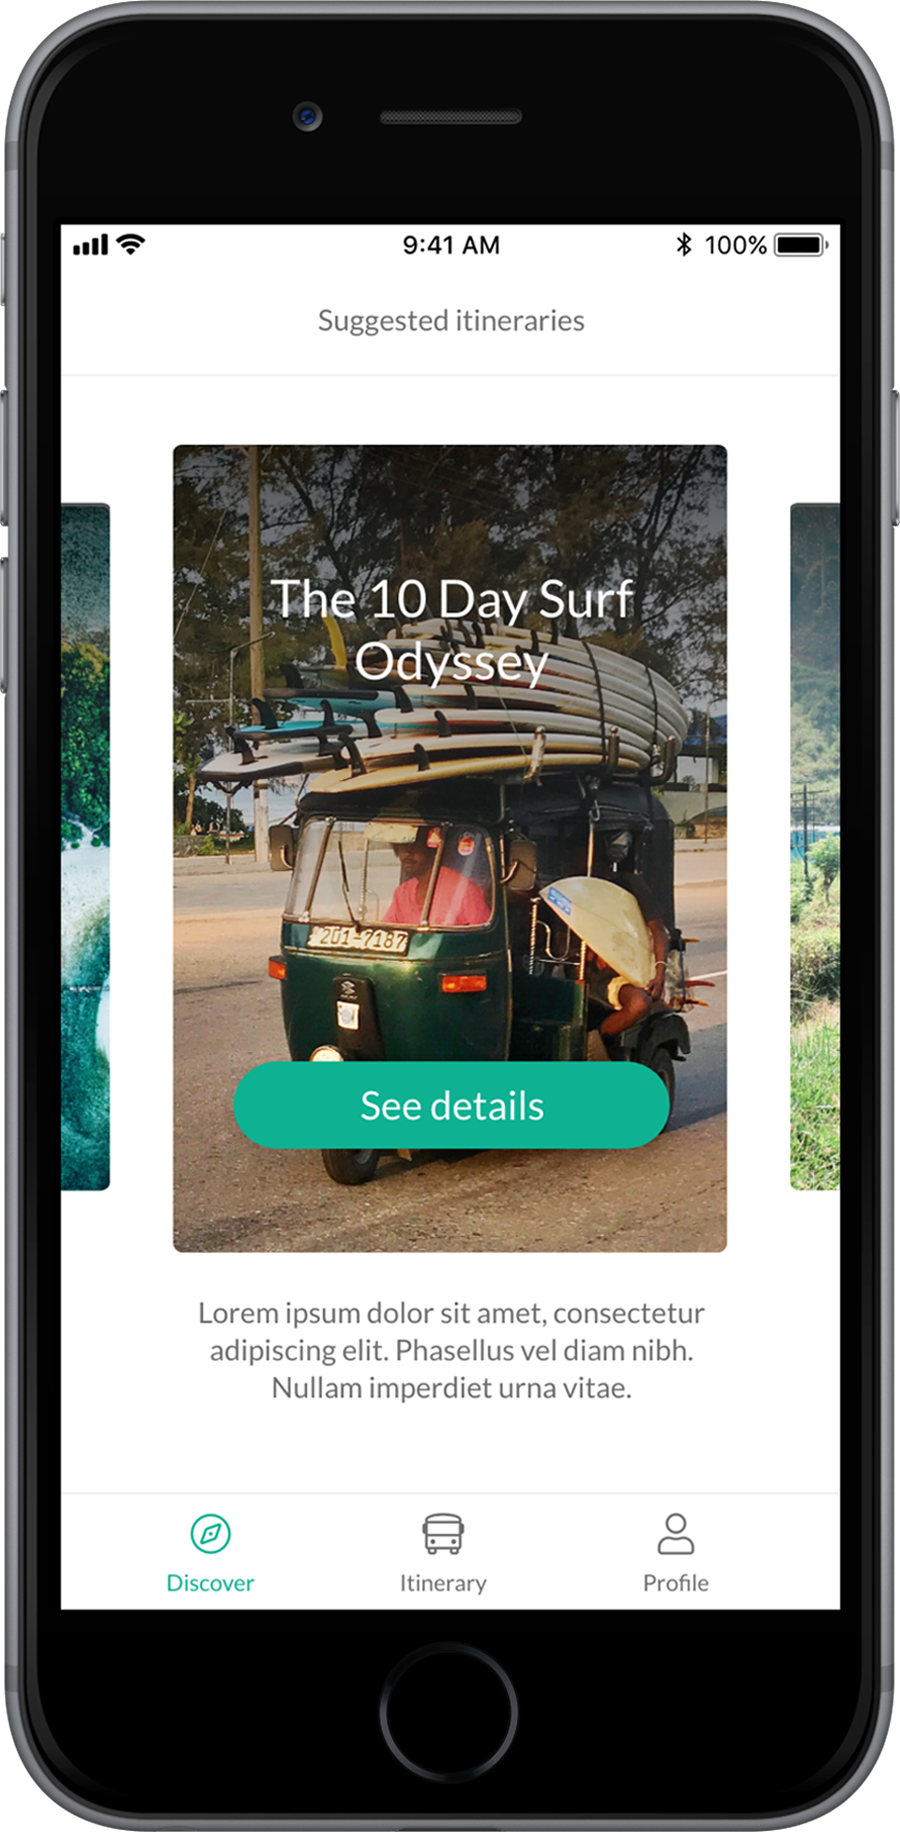 9:41 AM
100%
Suggested itineraries
The 10 Day Surf
Odyssey
201-7187
See details
Lorem ipsum dolor sit amet, consectetur
adipiscing elit. Phasellus vel diam nibh.
Nullam imperdiet urna vitae.
Discover
Itinerary
Profile